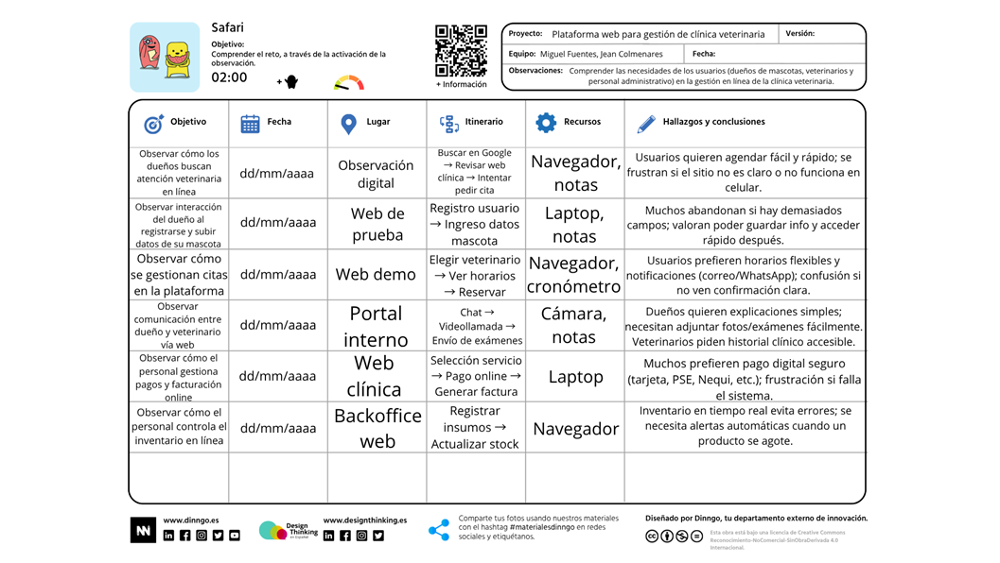 Safari
Objetivo:
Comprender el reto, a través de la activación de la
observación.
02:00
+
+ Información
Proyecto: Plataforma web para gestión de clínica veterinaria
Versión:
Equipo: Miguel Fuentes, Jean Colmenares
Fecha:
Observaciones: Comprender las necesidades de los usuarios (dueños de mascotas, veterinarios y
personal administrativo) en la gestión en línea de la clínica veterinaria.
Objetivo
Fecha
Lugar
Itinerario
Recursos
Hallazgos y conclusiones
Observar cómo los
dueños buscan
atención veterinaria
en línea
dd/mm/aaaa
Observación
digital
Buscar en Google
→ Revisar web
clínica → Intentar
pedir cita
Navegador,
notas
Usuarios quieren agendar fácil y rápido; se
frustran si el sitio no es claro o no funciona en
celular.
Observar interacción
del dueño al
registrarse y subir
datos de su mascota
dd/mm/aaaa
Web de
prueba
Registro usuario
→ Ingreso datos
mascota
Laptop,
notas
Muchos abandonan si hay demasiados
campos; valoran poder guardar info y acceder
rápido después.
Observar cómo
se gestionan citas
en la plataforma
dd/mm/aaaa
Web demo
Elegir veterinario
→ Ver horarios
→ Reservar
Navegador,
cronómetro
Usuarios prefieren horarios flexibles y
notificaciones (correo/WhatsApp); confusión si
no ven confirmación clara.
Observar
comunicación entre
dueño y veterinario
vía web
dd/mm/aaaa
Portal
interno
Chat →
Videollamada →
Envío de exámenes
Cámara,
notas
Dueños quieren explicaciones simples;
necesitan adjuntar fotos/exámenes fácilmente.
Veterinarios piden historial clínico accesible.
Observar cómo el
personal gestiona
pagos y facturación
online
dd/mm/aaaa
Web
clínica
Selección servicio
→ Pago online →
Generar factura
Laptop
Muchos prefieren pago digital seguro
(tarjeta, PSE, Nequi, etc.); frustración si falla
el sistema.
Observar cómo el
personal controla el
inventario en línea
dd/mm/aaaa
Backoffice
web
Registrar
insumos →
Actualizar stock
Navegador
Inventario en tiempo real evita errores; se
necesita alertas automáticas cuando un
producto se agote.
www.dinngo.es
Design
Thinking
en Español
www.designthinking.es
Comparte tus fotos usando nuestros materiales
con el hashtag #materialesdinngo en redes
sociales y etiquétanos.
Diseñado por Dinngo, tu departamento externo de innovación.
Esta obra está bajo una licencia de Creative Commons
Reconocimiento-NoComercial-SinObraDerivada 4.0
Internacional.